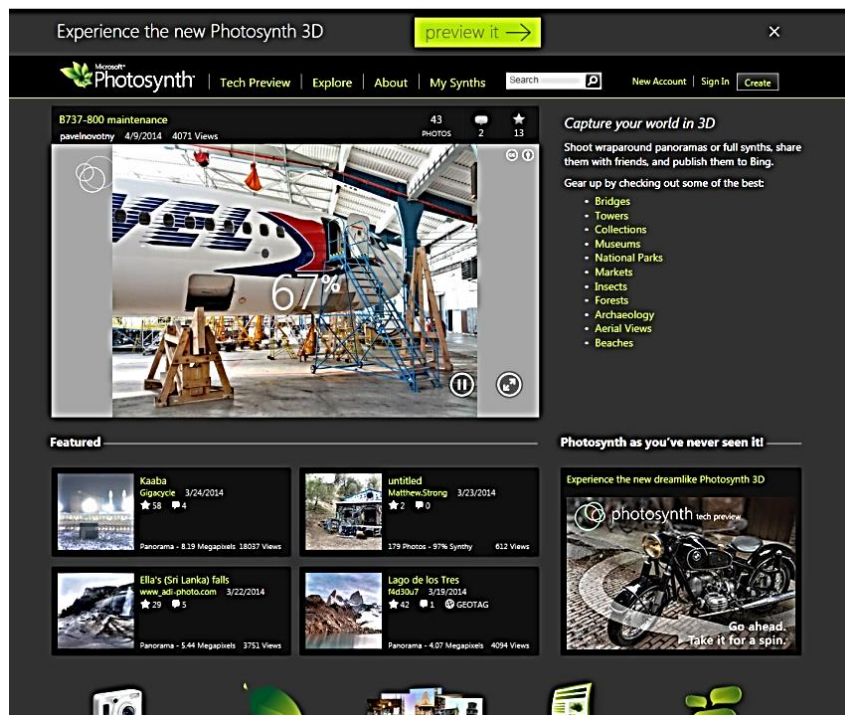 Experience the new Photosynth 3D
preview it
Microsoft®
Photosynth™
Tech Preview | Explore | About | My Synths
Search
New Account | Sign In
Create
B737-800 maintenance
pavelnovotny 4/9/2014 4071 Views
43
PHOTOS
2
13
67%
Capture your world in 3D
Shoot wraparound panoramas or full synths, share
them with friends, and publish them to Bing.
Gear up by checking out some of the best:
• Bridges
• Towers
• Collections
• Museums
• National Parks
• Markets
• Insects
• Forests
• Archaeology
• Aerial Views
• Beaches
Featured
Kaaba
Gigacycle 3/24/2014
58 4
Panorama - 8.19 Megapixels 18037 Views
untitled
Matthew.Strong 3/23/2014
2 0
179 Photos - 97% Synthy 612 Views
Ella's (Sri Lanka) falls
www_adi-photo.com 3/22/2014
29 5
Panorama - 5.44 Megapixels 3751 Views
Lago de los Tres
f4d30u7 3/19/2014
42 1 GEOTAG
Panorama - 4.07 Megapixels 4094 Views
Photosynth as you've never seen it!
Experience the new dreamlike Photosynth 3D
photosynth tech preview
Go ahead.
Take it for a spin.